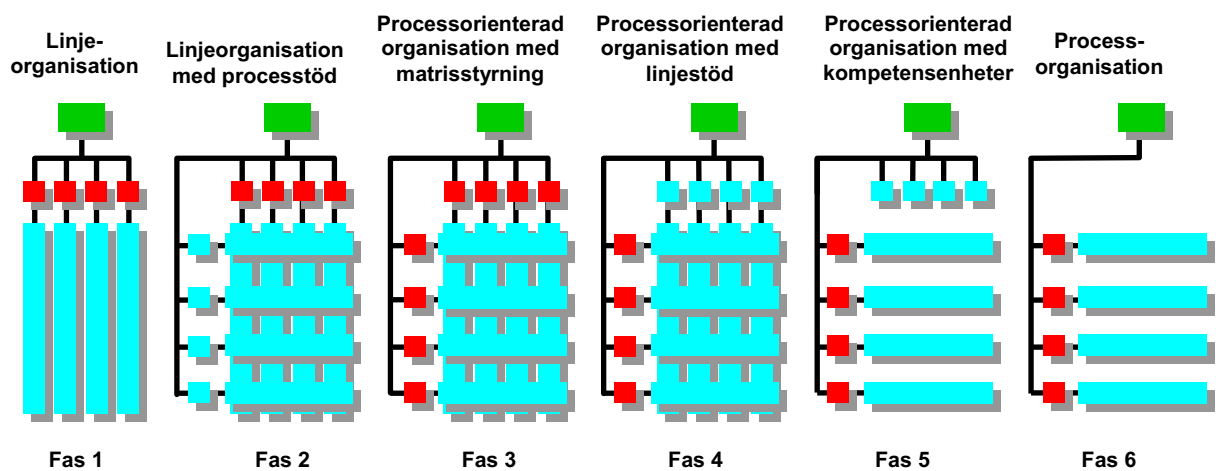 Linje-
organisation
Linjeorganisation
med processtöd
Processorienterad
organisation med
matrisstyrning
Processorienterad
organisation med
linjestöd
Processorienterad
organisation med
kompetensenheter
Process-
organisation
Fas 1
Fas 2
Fas 3
Fas 4
Fas 5
Fas 6